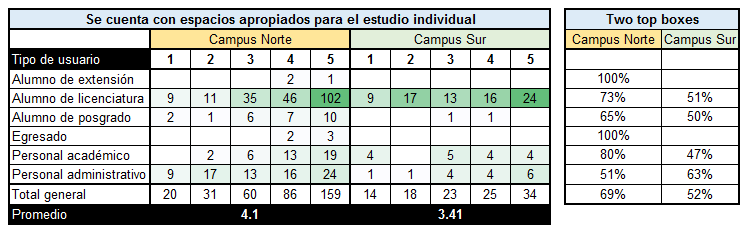 Se cuenta con espacios apropiados para el estudio individual Two top boxes
Campus Norte Campus Sur Campus Norte Campus Sur
Tipo de usuario 1 2 3 4 5 1 2 3 4 5
Alumno de extensión 2 1 100%
Alumno de licenciatura 9 11 35 46 102 9 17 13 16 24 73% 51%
Alumno de posgrado 2 1 6 7 10 1 1 65% 50%
Egresado 2 3 100%
Personal académico 2 6 13 19 4 5 4 4 80% 47%
Personal administrativo 9 17 13 16 24 1 1 4 4 6 51% 63%
Total general 20 31 60 86 159 14 18 23 25 34 69% 52%
Promedio 4.1 3.41